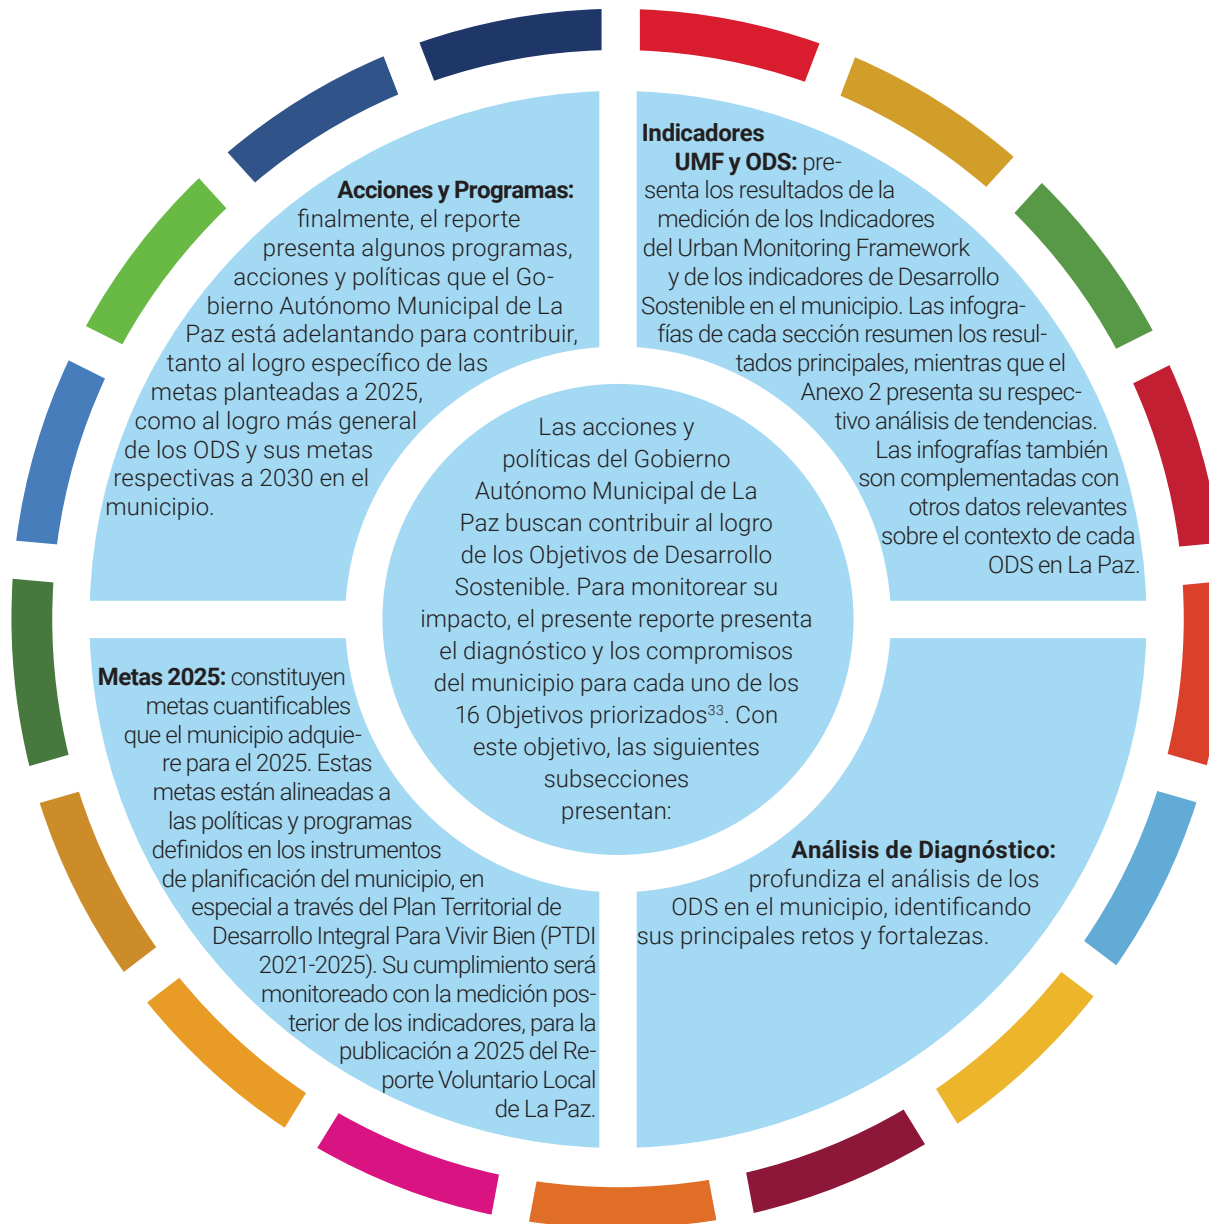 Las acciones y
políticas del Gobierno
Autónomo Municipal de La
Paz buscan contribuir al logro
de los Objetivos de Desarrollo
Sostenible. Para monitorear su
impacto, el presente reporte presenta
el diagnóstico y los compromisos
del municipio para cada uno de los
16 Objetivos priorizados³³. Con
este objetivo, las siguientes
subsecciones
presentan:
Indicadores
UMF y ODS: pre-
senta los resultados de la
medición de los Indicadores
del Urban Monitoring Framework
y de los indicadores de Desarrollo
Sostenible en el municipio. Las infogra-
fías de cada sección resumen los resul-
tados principales, mientras que el
Anexo 2 presenta su respec-
tivo análisis de tendencias.
Las infografías también
son complementadas con
otros datos relevantes
sobre el contexto de cada
ODS en La Paz.
Análisis de Diagnóstico:
profundiza el análisis de los
ODS en el municipio, identificando
sus principales retos y fortalezas.
Metas 2025: constituyen
metas cuantificables
que el municipio adquie-
re para el 2025. Estas
metas están alineadas a
las políticas y programas
definidos en los instrumentos
de planificación del municipio, en
especial a través del Plan Territorial de
Desarrollo Integral Para Vivir Bien (PTDI
2021-2025). Su cumplimiento será
monitoreado con la medición pos-
terior de los indicadores, para la
publicación a 2025 del Re-
porte Voluntario Local
de La Paz.
Acciones y Programas:
finalmente, el reporte
presenta algunos programas,
acciones y políticas que el Go-
bierno Autónomo Municipal de La
Paz está adelantando para contribuir,
tanto al logro específico de las
metas planteadas a 2025,
como al logro más general
de los ODS y sus metas
respectivas a 2030 en el
municipio.